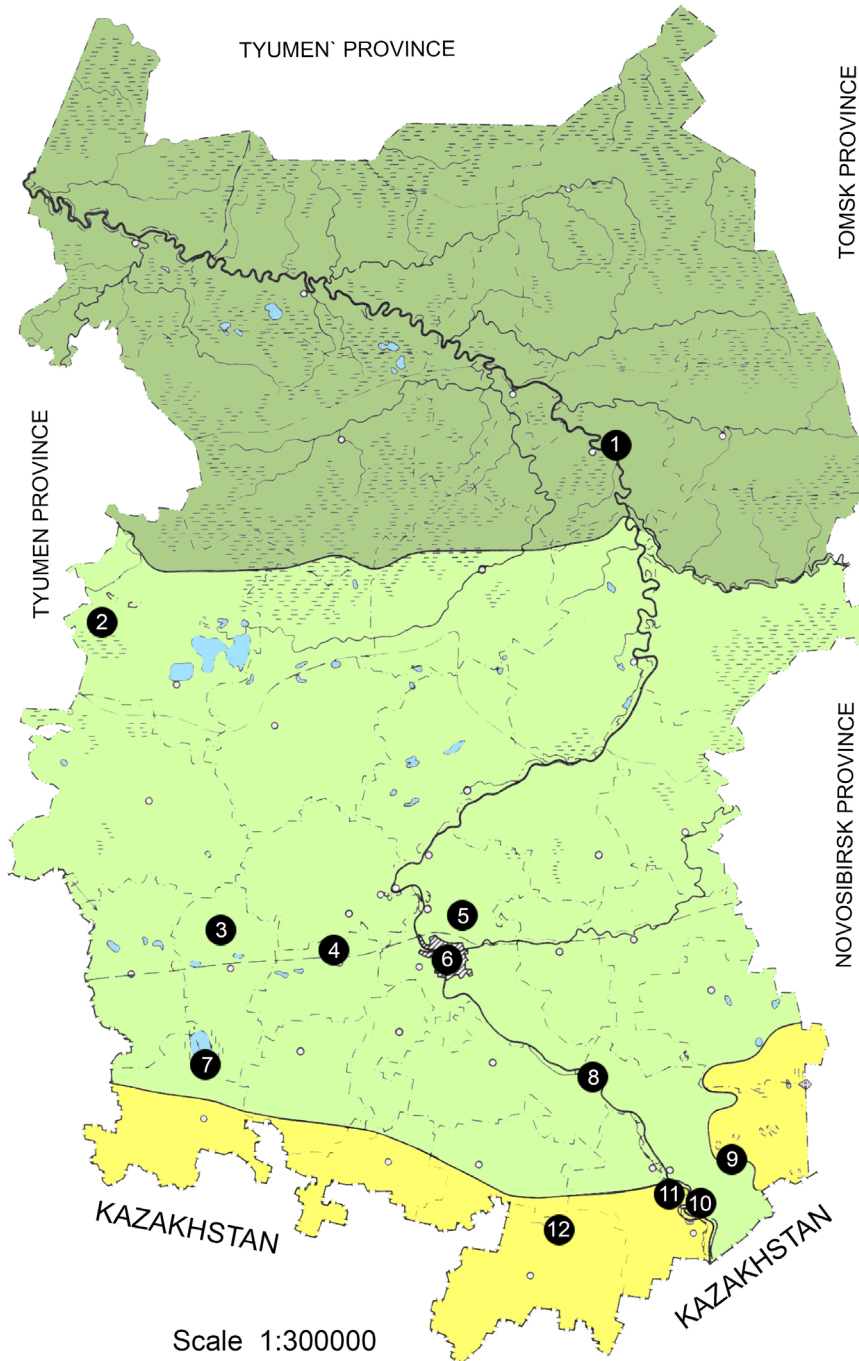 TYUMEN` PROVINCE
TOMSK PROVINCE
1
TYUMEN PROVINCE
2
NOVOSIBIRSK PROVINCE
3
4
5
6
7
8
9
10
11
12
KAZAKHSTAN
KAZAKHSTAN
Scale 1:300000